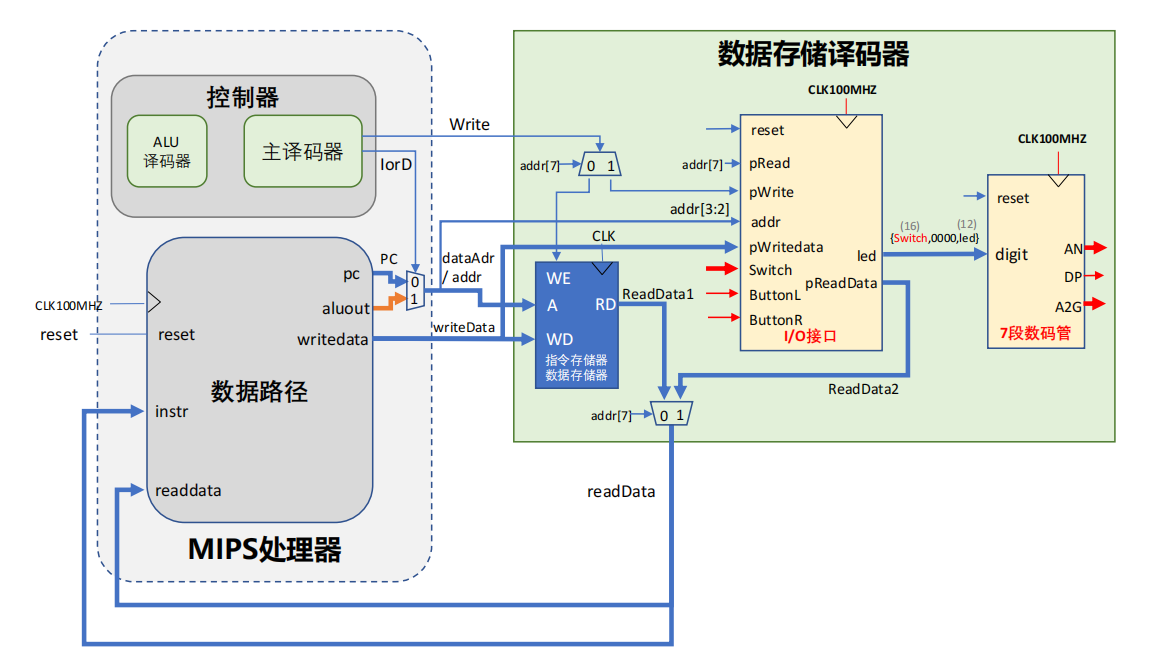 控制器
ALU
译码器
主译码器
Write
IorD
PC
pc
0
1
aluout
dataAdr
/ addr
writedata
writeData
CLK100MHZ
reset
reset
数据路径
instr
readdata
MIPS处理器
数据存储译码器
addr[7]
0 1
CLK
WE
A
RD
WD
指令存储器
数据存储器
ReadData1
addr[7]
0 1
readData
CLK100MHZ
reset
addr[7]
pRead
pWrite
addr[3:2]
addr
pWritedata
Switch
led
pReadData
ButtonL
ButtonR
I/O接口
ReadData2
(16)
(12)
{Switch,0000,led}
CLK100MHZ
reset
digit
AN
DP
A2G
7段数码管